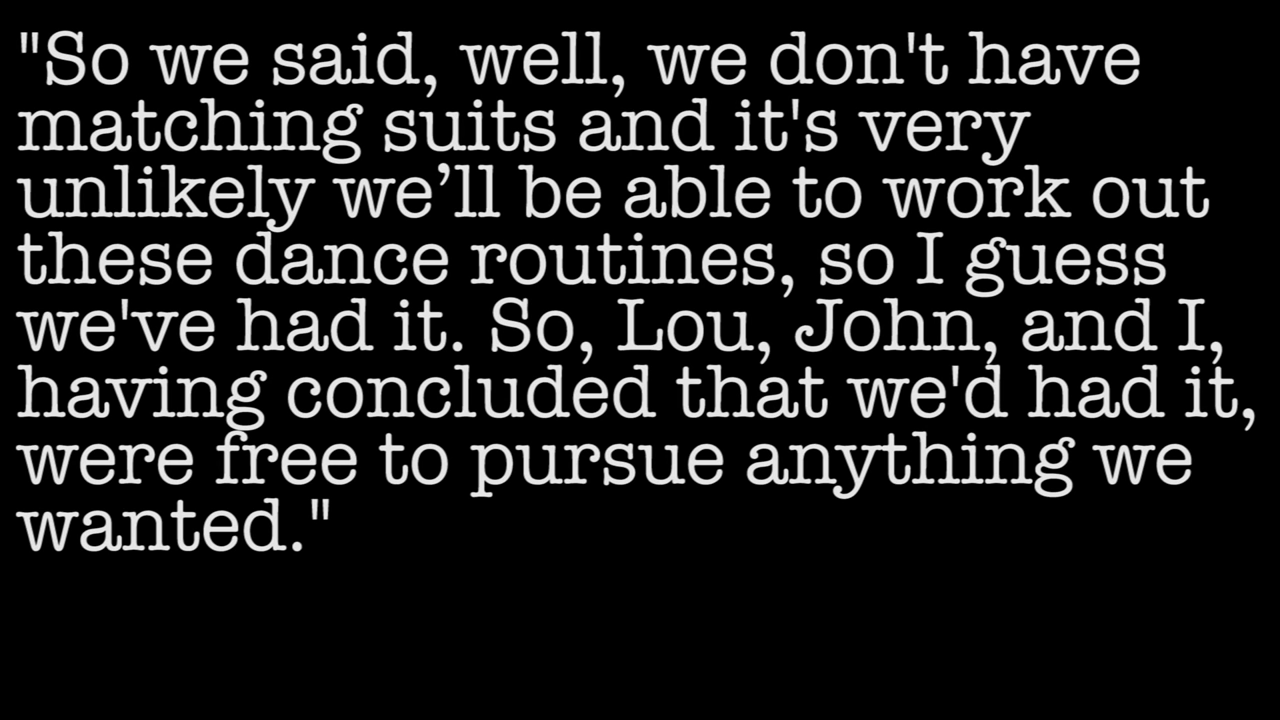 "So we said, well, we don't have
matching suits and it's very
unlikely we’ll be able to work out
these dance routines, so I guess
we've had it. So, Lou, John, and I,
having concluded that we'd had it,
were free to pursue anything we
wanted."